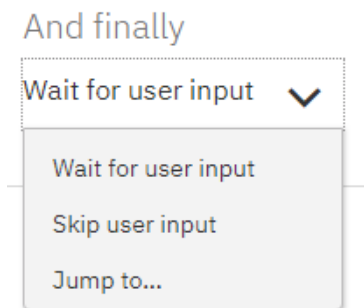 And finally
Wait for user input
Wait for user input
Skip user input
Jump to...